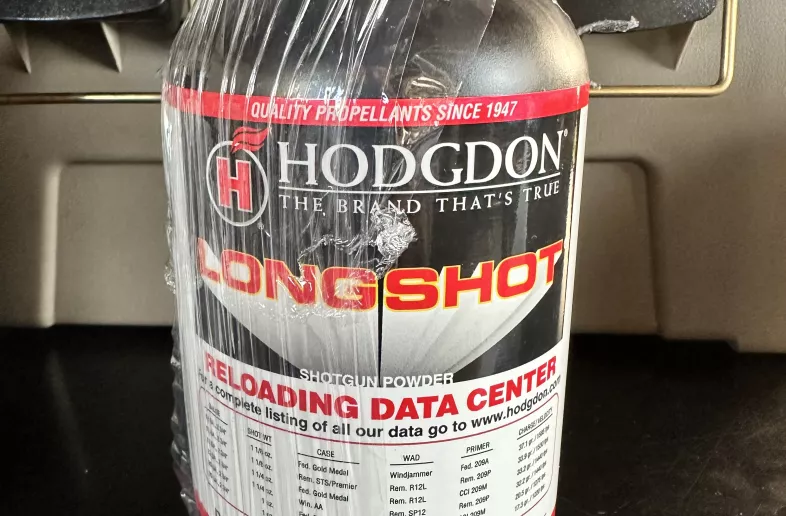 QUALITY PROPELLANTS SINCE 1947
H HODGDON®
THE BRAND THAT'S TRUE
LONGSHOT
SHOTGUN POWDER
RELOADING DATA CENTER
For a complete listing of all our data go to www.hodgdon.com
SHOT WT CASE WAD PRIMER CHARGE/VELOCITY
1 1/8 oz. Fed. Gold Medal Windjammer Fed. 209A
1 1/8 oz. Rem. STS/Premier Rem. R12L Rem. 209P
1 1/4 oz. Fed. Gold Medal Rem. R12L CCI 209M
Win. AA Rem. SP12 Rem. 209P